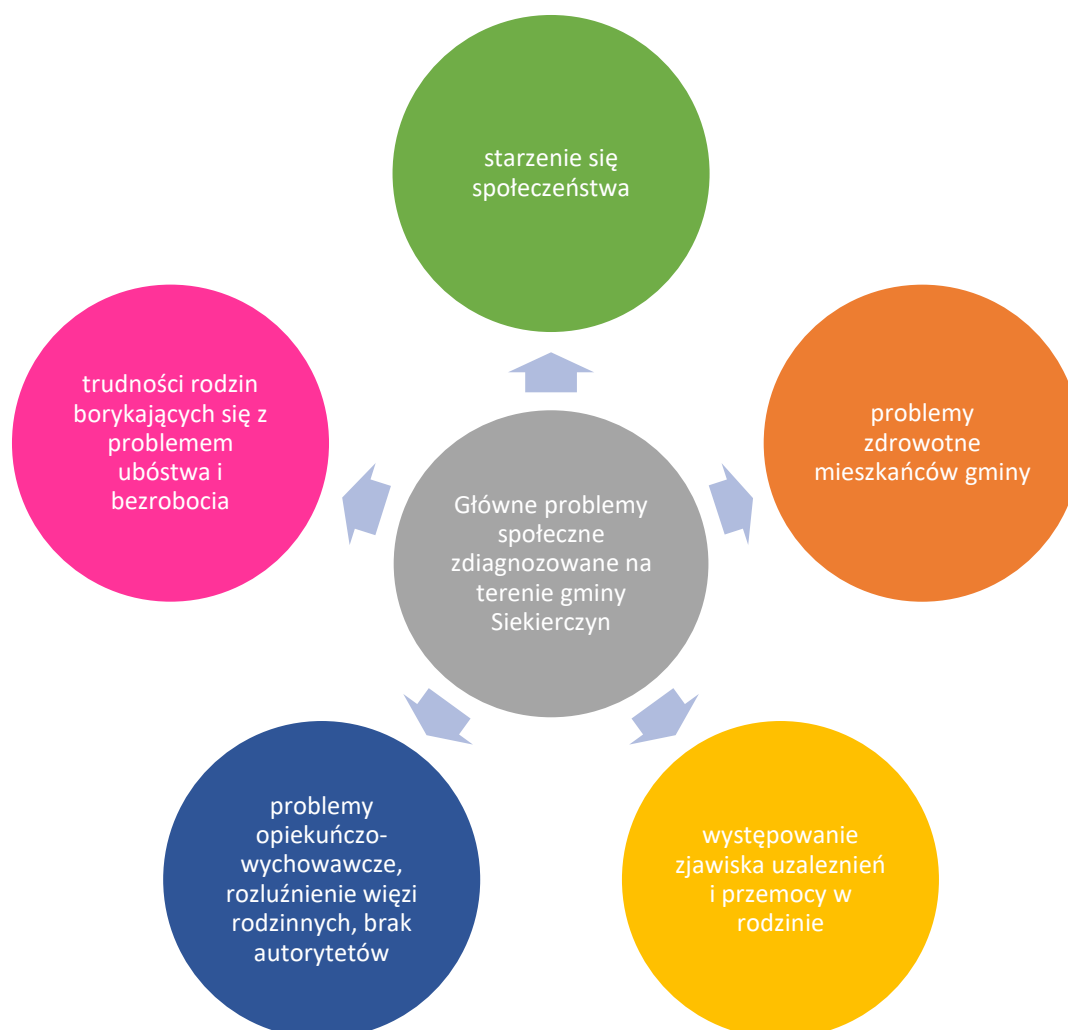 starzenie się
społeczeństwa
problemy
zdrowotne
mieszkańców gminy
występowanie
zjawiska uzaleznień
i przemocy w
rodzinie
problemy
opiekuńczo-
wychowawcze,
rozluźnienie więzi
rodzinnych, brak
autorytetów
trudności rodzin
borykających się z
problemem
ubóstwa i
bezrobocia
Główne problemy
społeczne
zdiagnozowane na
terenie gminy
Siekierczyn